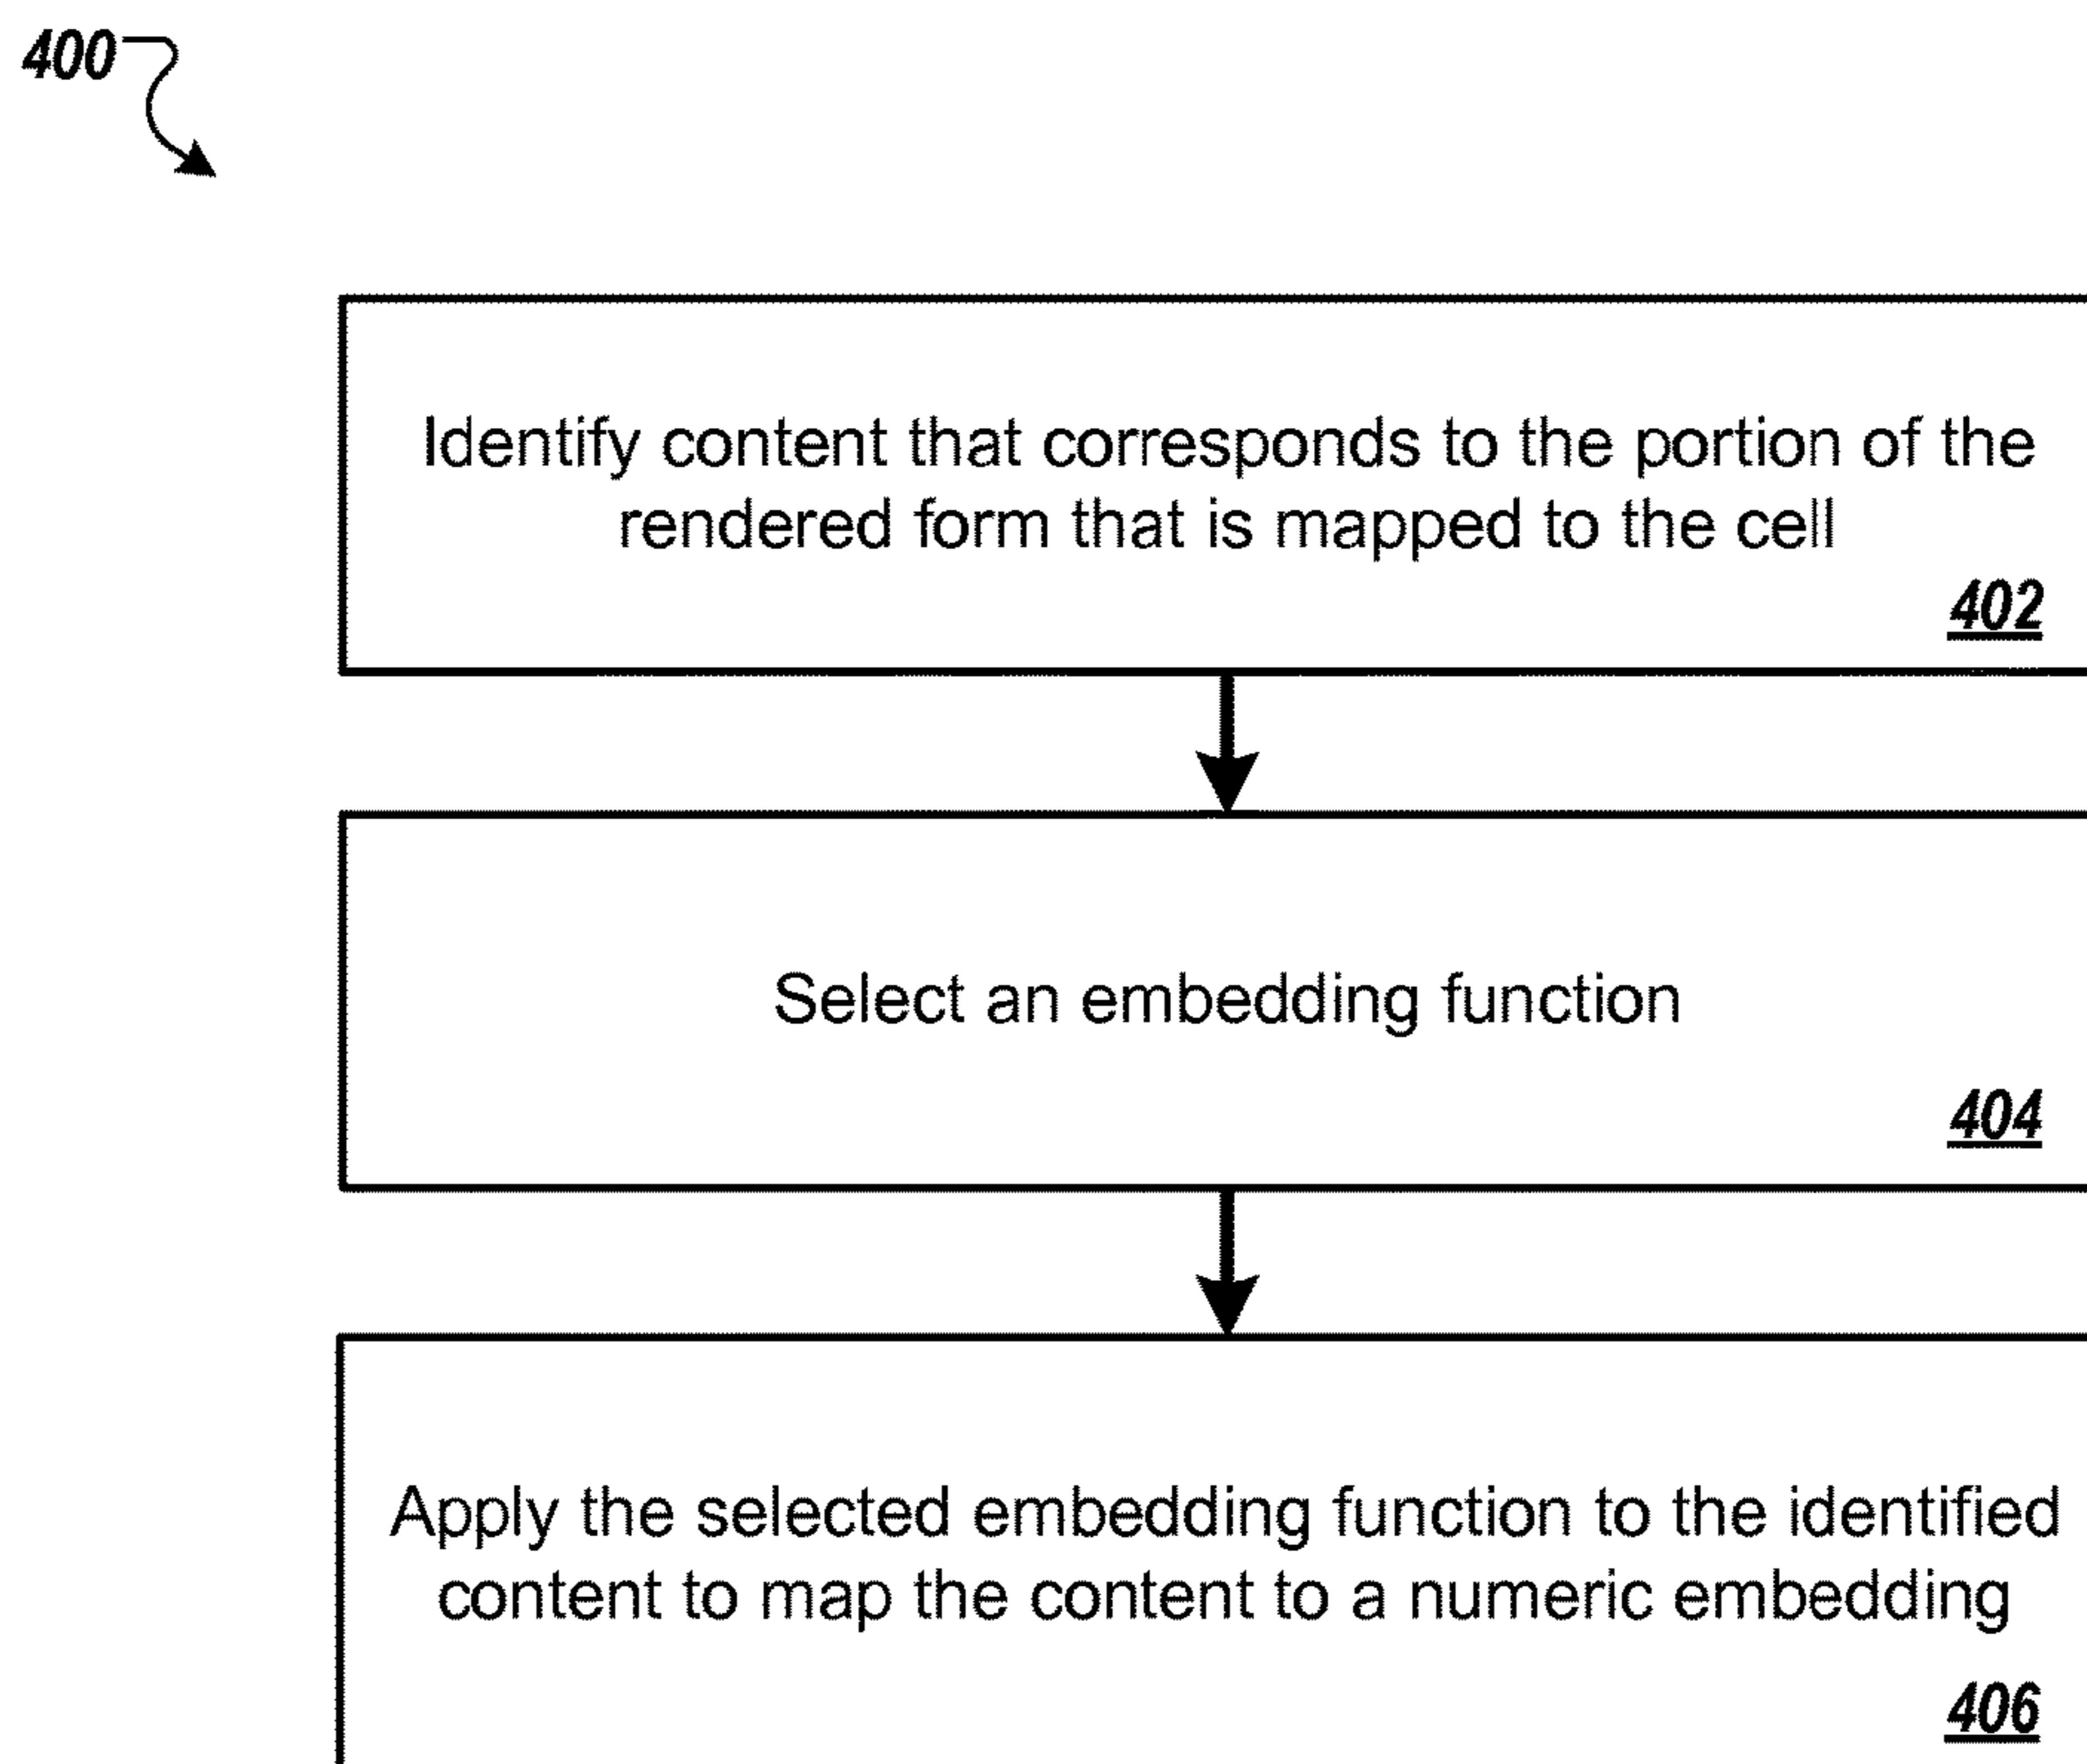 400
Identify content that corresponds to the portion of the
rendered form that is mapped to the cell
402
Select an embedding function
404
Apply the selected embedding function to the identified
content to map the content to a numeric embedding
406